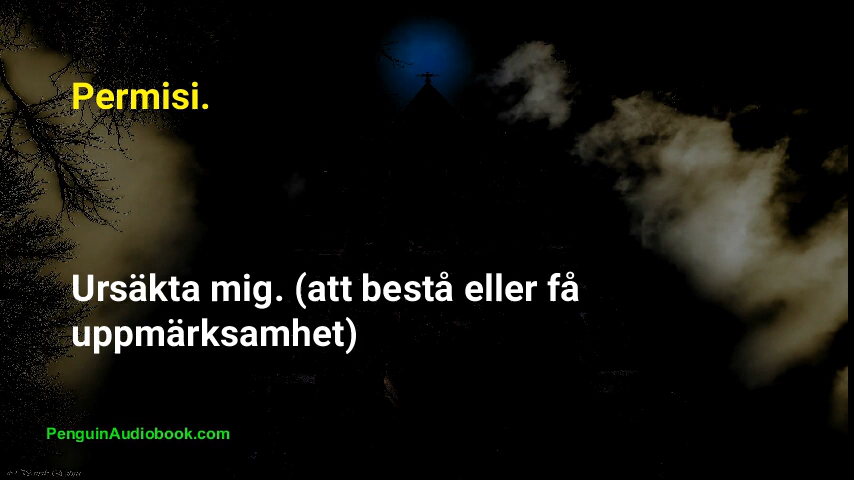 Permisi.
Ursäkta mig. (att bestå eller få
uppmärksamhet)
PenguinAudiobook.com